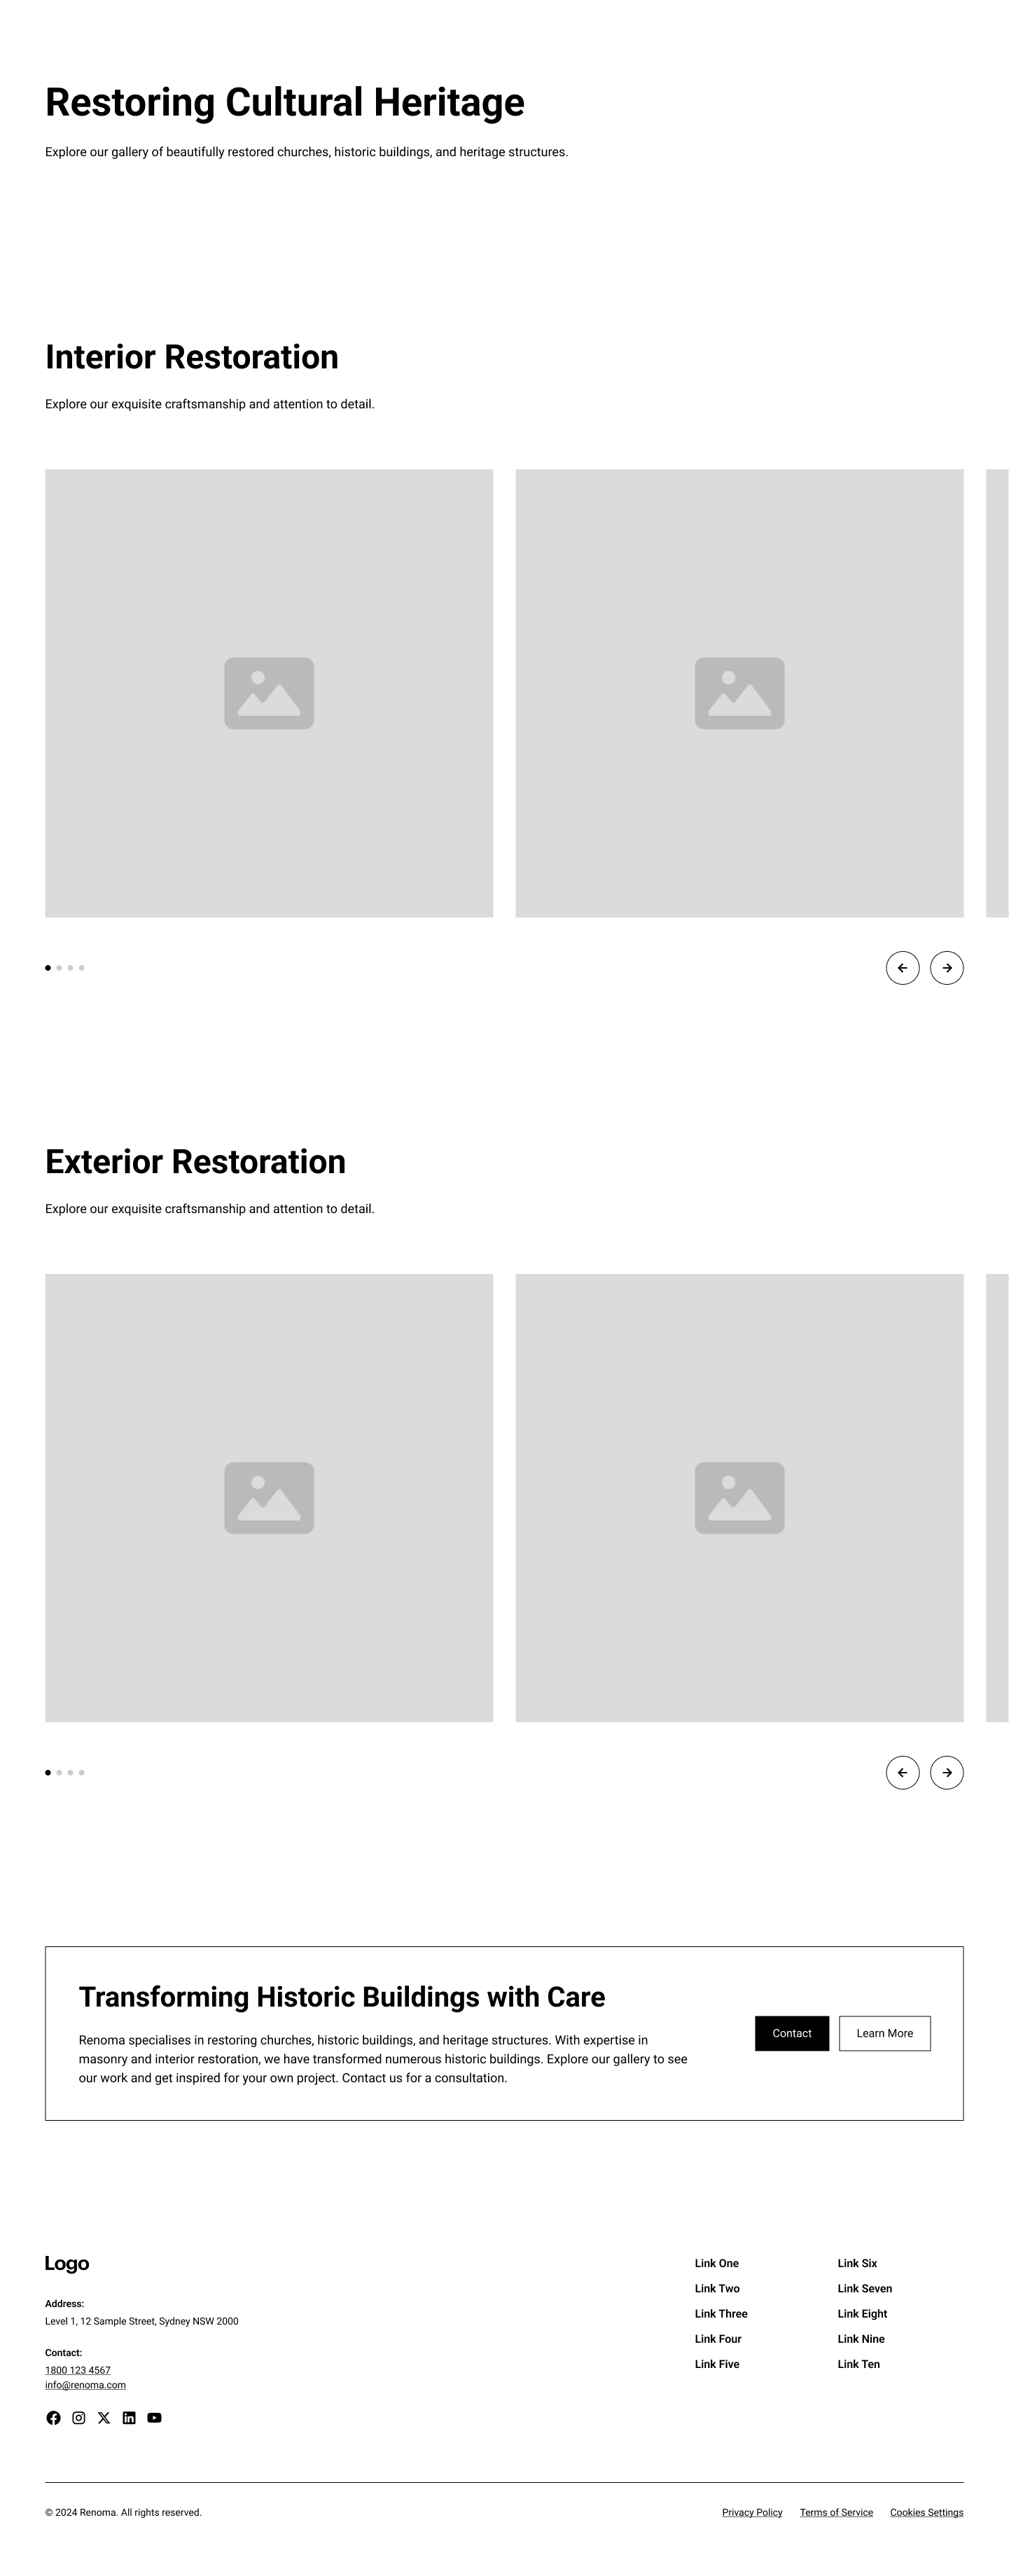 Restoring Cultural Heritage
Explore our gallery of beautifully restored churches, historic buildings, and heritage structures.
Interior Restoration
Explore our exquisite craftsmanship and attention to detail.
Exterior Restoration
Explore our exquisite craftsmanship and attention to detail.
Transforming Historic Buildings with Care
Renoma specialises in restoring churches, historic buildings, and heritage structures. With expertise in
masonry and interior restoration, we have transformed numerous historic buildings. Explore our gallery to see
our work and get inspired for your own project. Contact us for a consultation.
Contact
Learn More
Logo
Address:
Level 1, 12 Sample Street, Sydney NSW 2000
Contact:
1800 123 4567
info@renoma.com
Link One
Link Two
Link Three
Link Four
Link Five
Link Six
Link Seven
Link Eight
Link Nine
Link Ten
© 2024 Renoma. All rights reserved.
Privacy Policy
Terms of Service
Cookies Settings